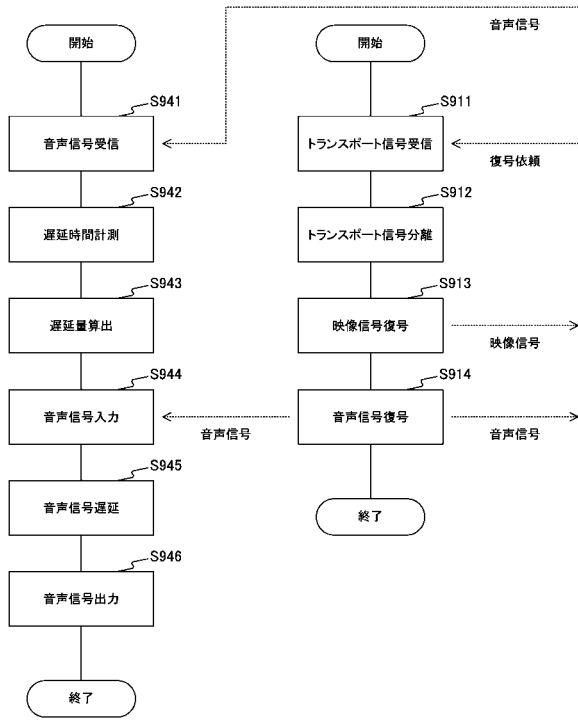 音声信号
開始
開始
S941
音声信号受信
S911
トランスポート信号受信
復号依頼
S942
遅延時間計測
S912
トランスポート信号分離
S943
遅延量算出
S913
映像信号復号
映像信号
S944
音声信号入力
音声信号
S914
音声信号復号
音声信号
S945
音声信号遅延
終了
S946
音声信号出力
終了